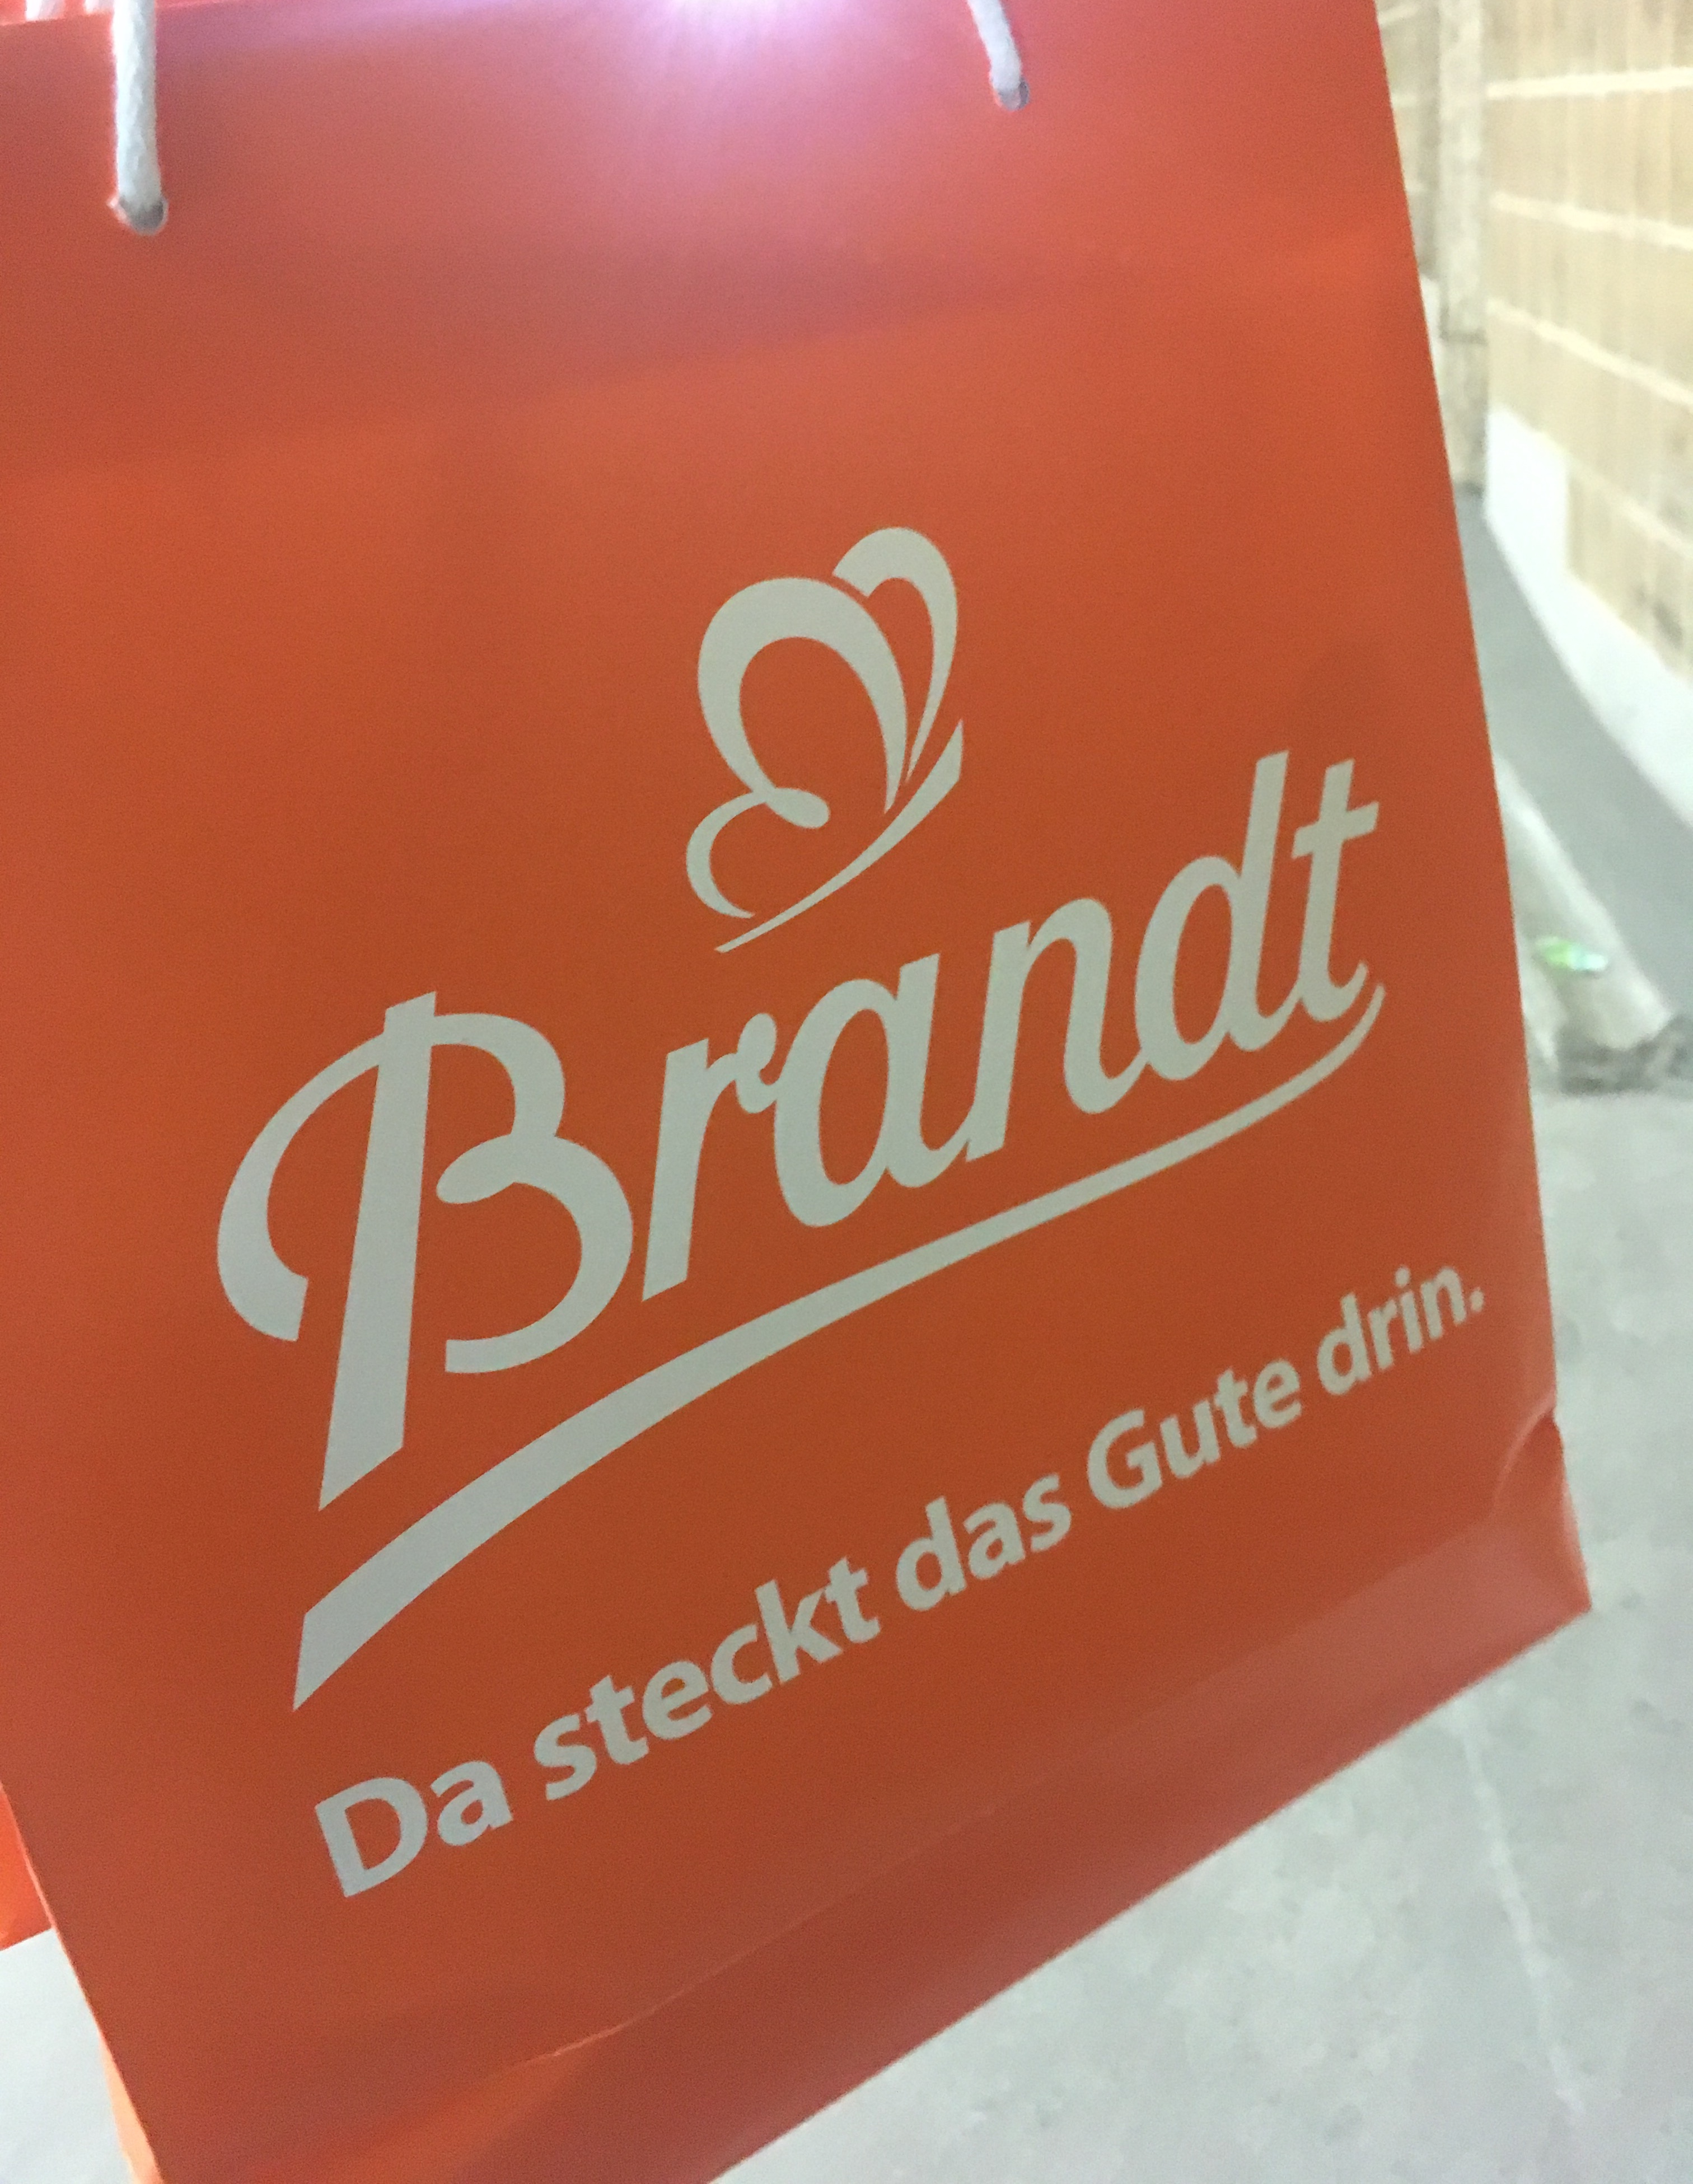 Brandt
Da steckt das Gute drin.